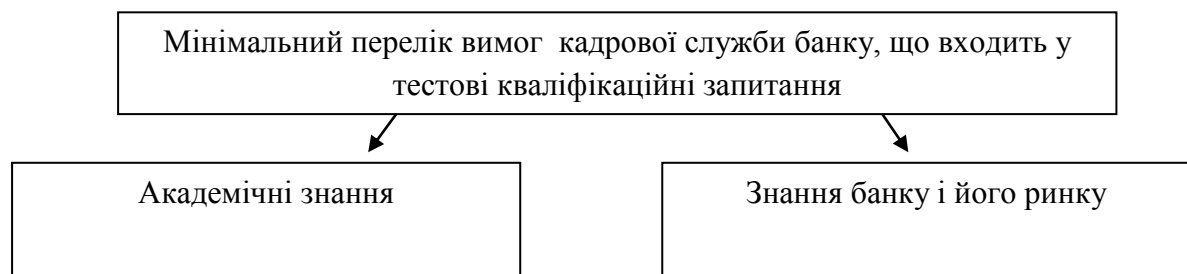 Мінімальний перелік вимог  кадрової служби банку, що входить у
тестові кваліфікаційні запитання
Академічні знання
Знання банку і його ринку